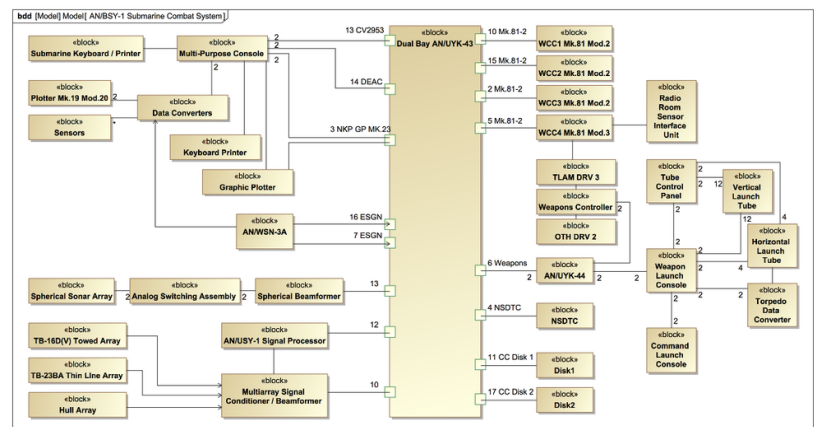 bdd [Model] Model[ AN/BSY-1 Submarine Combat System]
«block»
Submarine Keyboard / Printer
«block»
Multi-Purpose Console
2
2
2
2
13 CV2953
«block»
Dual Bay AN/UYK-43
10 Mk.81-2
«block»
WCC1 Mk.81 Mod.2
«block»
Plotter Mk.19 Mod.20
2
«block»
Data Converters
14 DEAC
15 Mk.81-2
«block»
WCC2 Mk.81 Mod.2
2 Mk.81-2
«block»
WCC3 Mk.81 Mod.2
«block»
Radio
Room
Sensor
Interface
Unit
«block»
Sensors
*
«block»
Keyboard Printer
3 NKP GP MK.23
5 Mk.81-2
«block»
WCC4 Mk.81 Mod.3
«block»
Graphic Plotter
«block»
TLAM DRV 3
«block»
Tube
Control
Panel
2
2
12
«block»
Vertical
Launch
Tube
«block»
AN/WSN-3A
16 ESGN
7 ESGN
«block»
Weapons Controller
2
«block»
OTH DRV 2
2
12
4
«block»
Horizontal
Launch
Tube
6 Weapons
2
«block»
AN/UYK-44
2
2
2
«block»
Weapon
Launch
Console
2
2
4
2
2
«block»
Torpedo
Data
Converter
«block»
Spherical Sonar Array
2
«block»
Analog Switching Assembly
2
«block»
Spherical Beamformer
13
4 NSDTC
«block»
NSDTC
2
2
«block»
Command
Launch
Console
«block»
TB-16D(V) Towed Array
«block»
AN/USY-1 Signal Processor
12
11 CC Disk 1
«block»
Disk1
«block»
TB-23BA Thin LIne Array
«block»
Multiarray Signal
Conditioner / Beamformer
10
17 CC Disk 2
«block»
Disk2
«block»
Hull Array